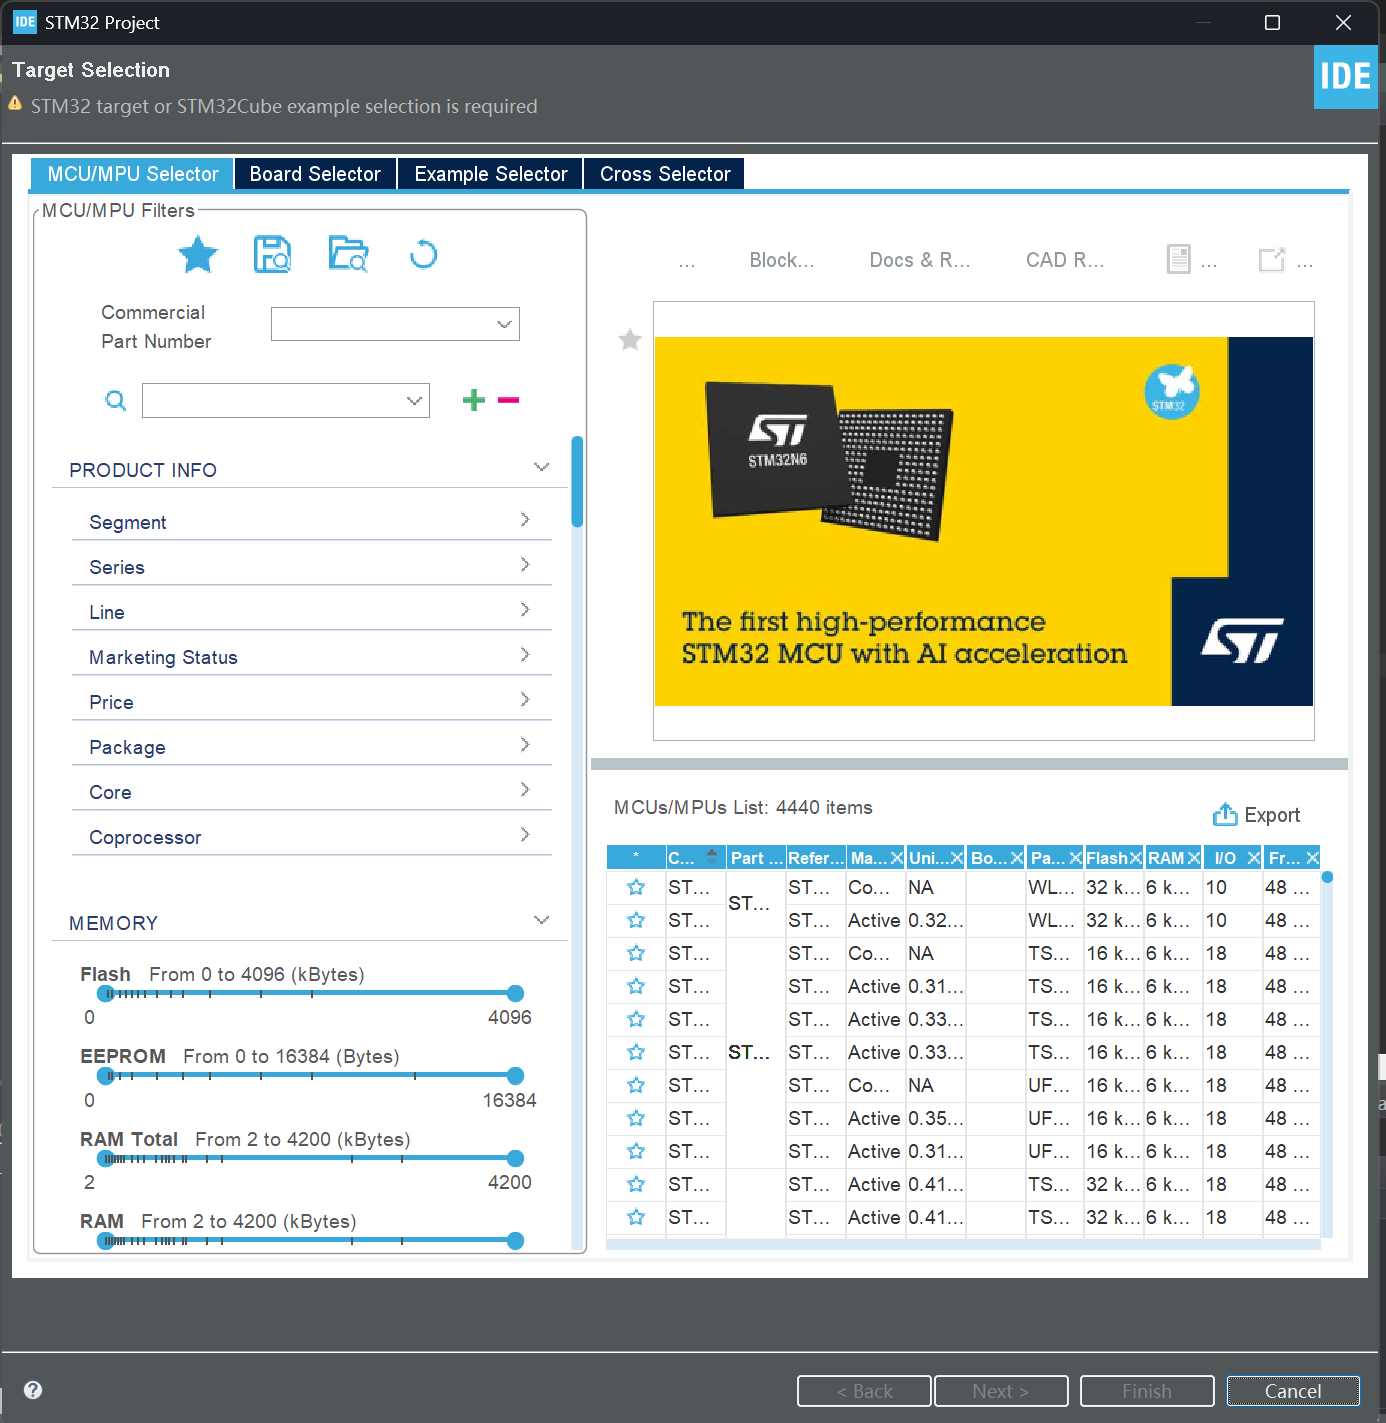 IDE STM32 Project
Target Selection
IDE
STM32 target or STM32Cube example selection is required
MCU/MPU Selector
Board Selector
Example Selector
Cross Selector
MCU/MPU Filters
Commercial
Part Number
PRODUCT INFO
Segment
Series
Line
Marketing Status
Price
Package
Core
Coprocessor
MEMORY
Flash From 0 to 4096 (kBytes)
0 4096
EEPROM From 0 to 16384 (Bytes)
0 16384
RAM Total From 2 to 4200 (kBytes)
2 4200
RAM From 2 to 4200 (kBytes)
... Block... Docs & R... CAD R... ... ...
ST
STM32N6
STM32
The first high-performance
STM32 MCU with AI acceleration
ST
MCUs/MPUs List: 4440 items
Export
* C... Part ... Refer... Ma... Uni... Bo... Pa... Flash RAM I/O Fr...
ST... ST... ST... Co... NA WL... 32 k... 6 k... 10 48 ...
ST... ST... Active 0.32... WL... 32 k... 6 k... 10 48 ...
ST... ST... Co... NA TS... 16 k... 6 k... 18 48 ...
ST... ST... Active 0.31... TS... 16 k... 6 k... 18 48 ...
ST... ST... Active 0.33... TS... 16 k... 6 k... 18 48 ...
ST... ST... ST... Active 0.33... TS... 16 k... 6 k... 18 48 ...
ST... ST... Co... NA UF... 16 k... 6 k... 18 48 ...
ST... ST... Active 0.35... UF... 16 k... 6 k... 18 48 ...
ST... ST... Active 0.31... UF... 16 k... 6 k... 18 48 ...
ST... ST... Active 0.41... TS... 32 k... 6 k... 18 48 ...
ST... ST... Active 0.41... TS... 32 k... 6 k... 18 48 ...
< Back
Next >
Finish
Cancel